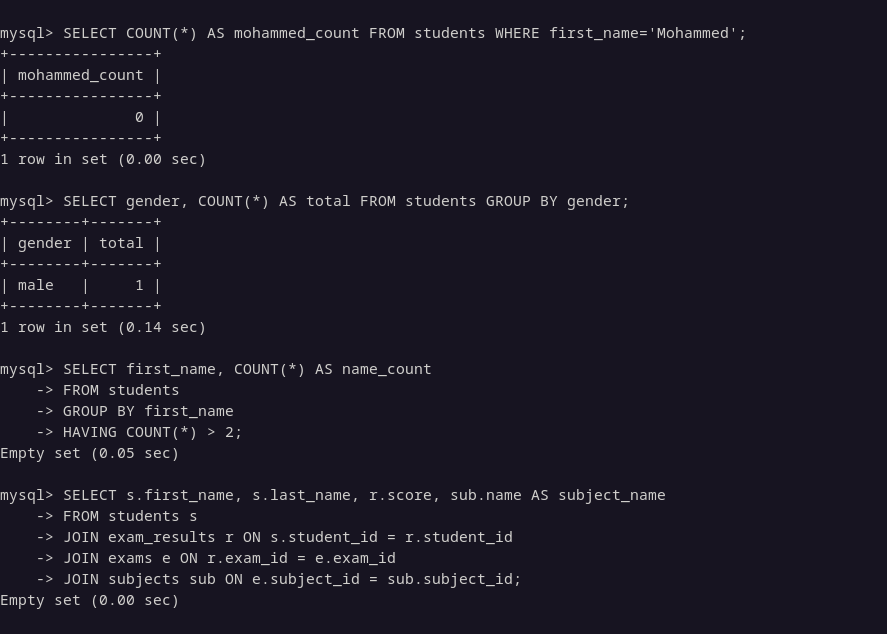 mysql> SELECT COUNT(*) AS mohammed_count FROM students WHERE first_name='Mohammed';
+----------------+
| mohammed_count |
+----------------+
|              0 |
+----------------+
1 row in set (0.00 sec)

mysql> SELECT gender, COUNT(*) AS total FROM students GROUP BY gender;
+--------+-------+
| gender | total |
+--------+-------+
| male   |     1 |
+--------+-------+
1 row in set (0.14 sec)

mysql> SELECT first_name, COUNT(*) AS name_count
    -> FROM students
    -> GROUP BY first_name
    -> HAVING COUNT(*) > 2;
Empty set (0.05 sec)

mysql> SELECT s.first_name, s.last_name, r.score, sub.name AS subject_name
    -> FROM students s
    -> JOIN exam_results r ON s.student_id = r.student_id
    -> JOIN exams e ON r.exam_id = e.exam_id
    -> JOIN subjects sub ON e.subject_id = sub.subject_id;
Empty set (0.00 sec)